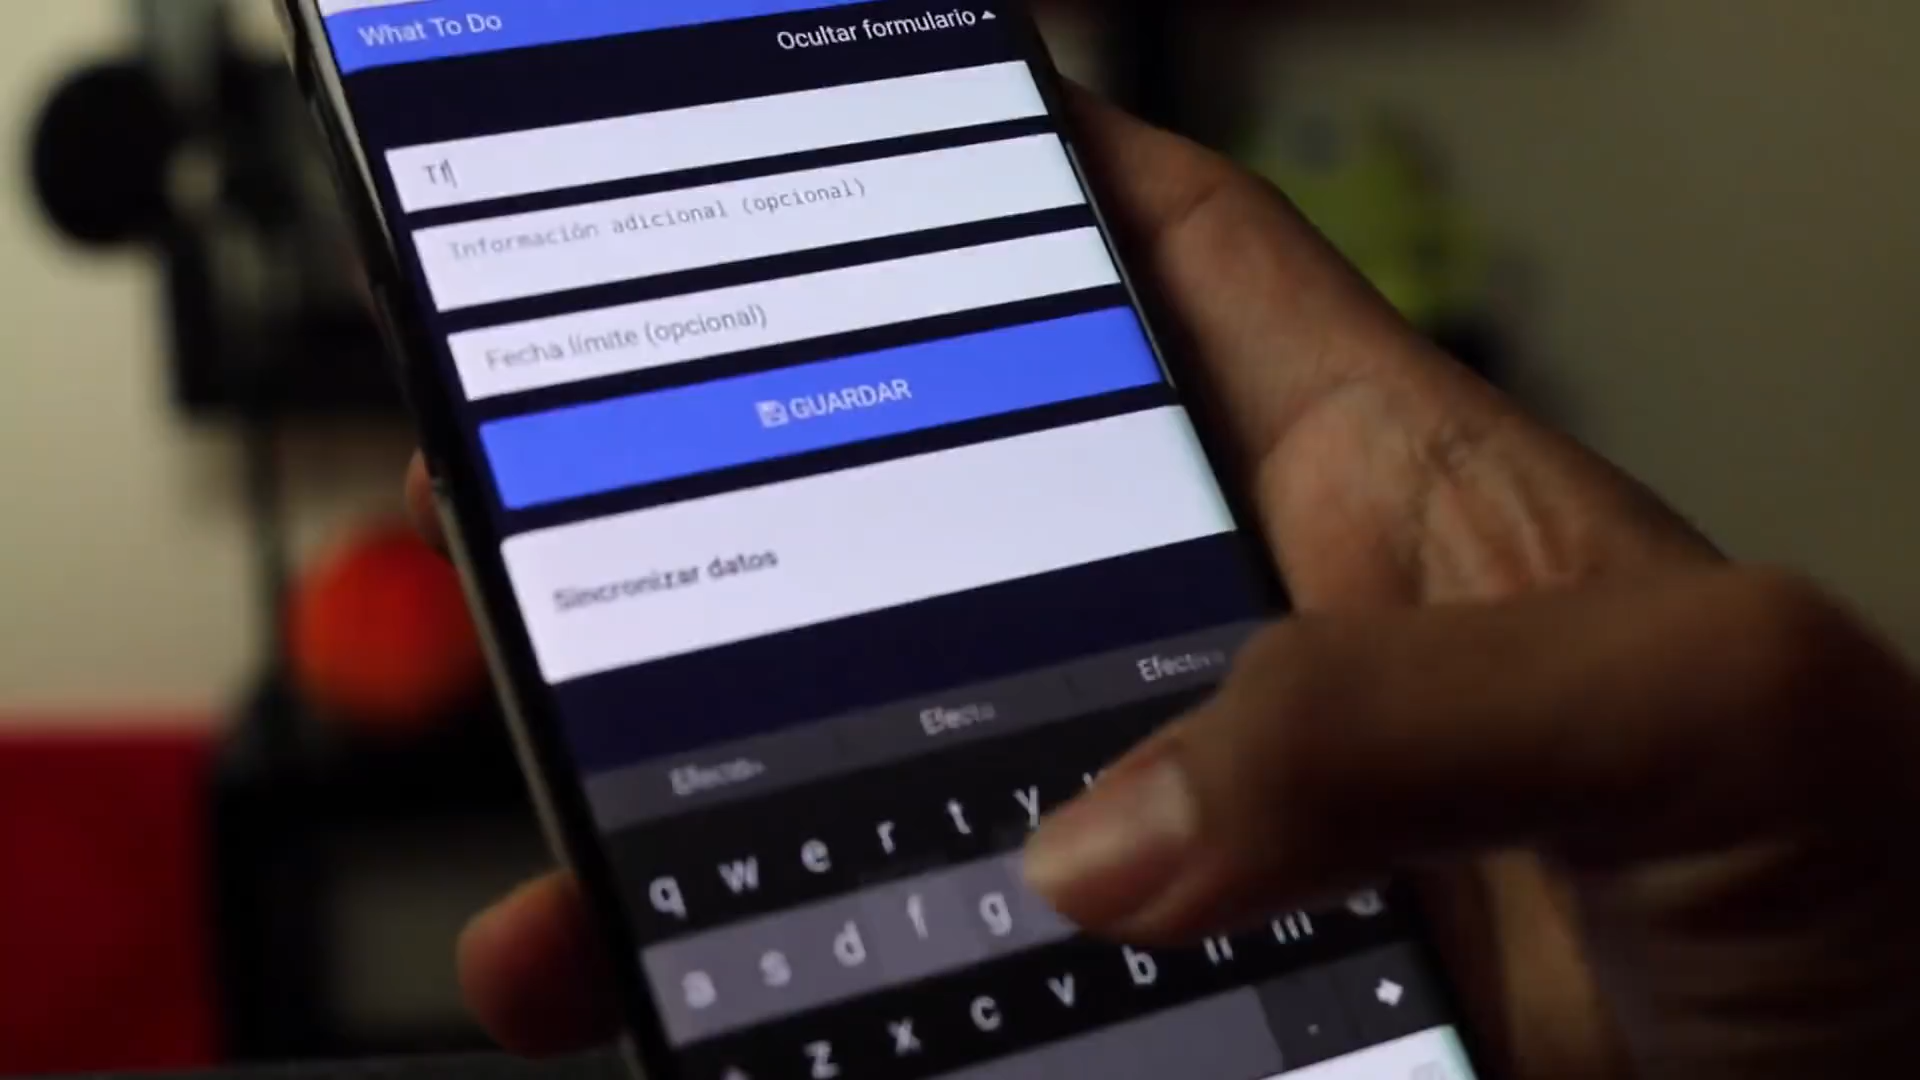 What To Do
Ocultar formulario
Tf
Información adicional (opcional)
Fecha límite (opcional)
GUARDAR
Sincronizar datos
q w e r t y
a s d f g
z x c v b n m